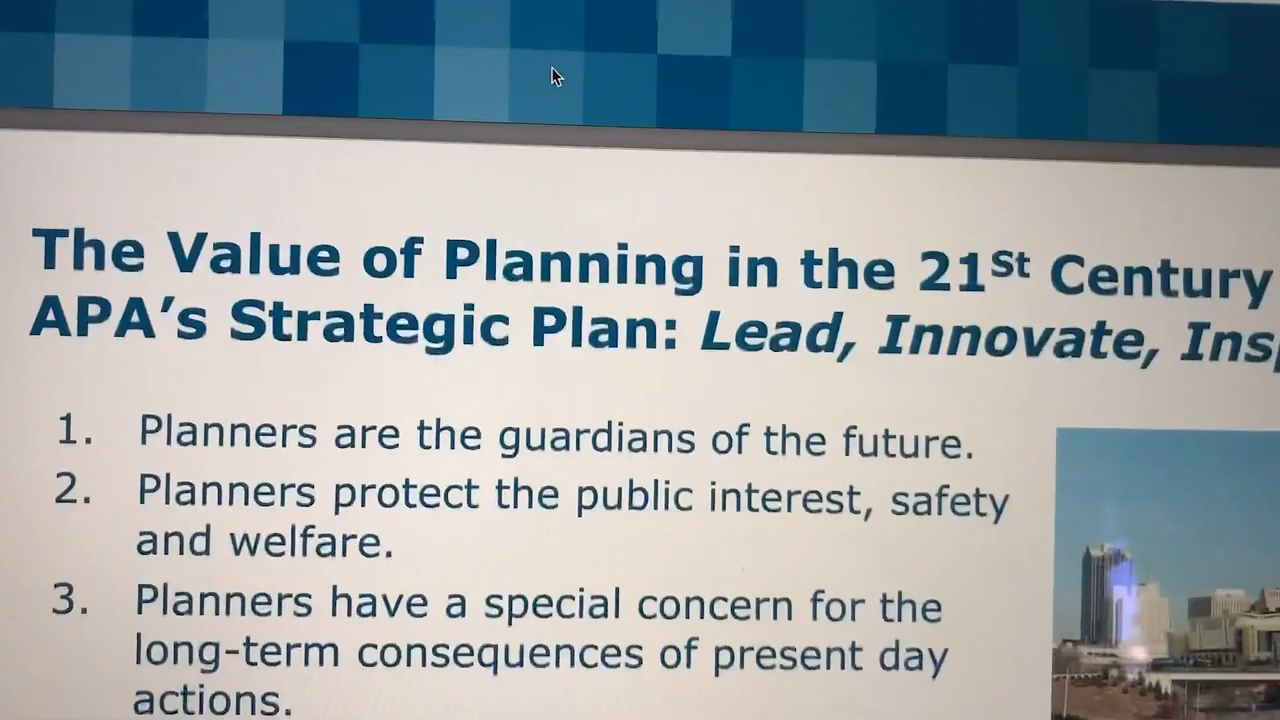 The Value of Planning in the 21St Century
APA’s Strategic Plan: Lead, Innovate,
1. Planners are the guardians of the future.
2. Planners protect the public interest, safety
and welfare.
3. Planners have a special concern for the
long-term consequences of present day
actions.